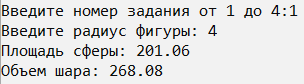 Введите номер задания от 1 до 4:1
Введите радиус фигуры: 4
Площадь сферы: 201.06
Объем шара: 268.08